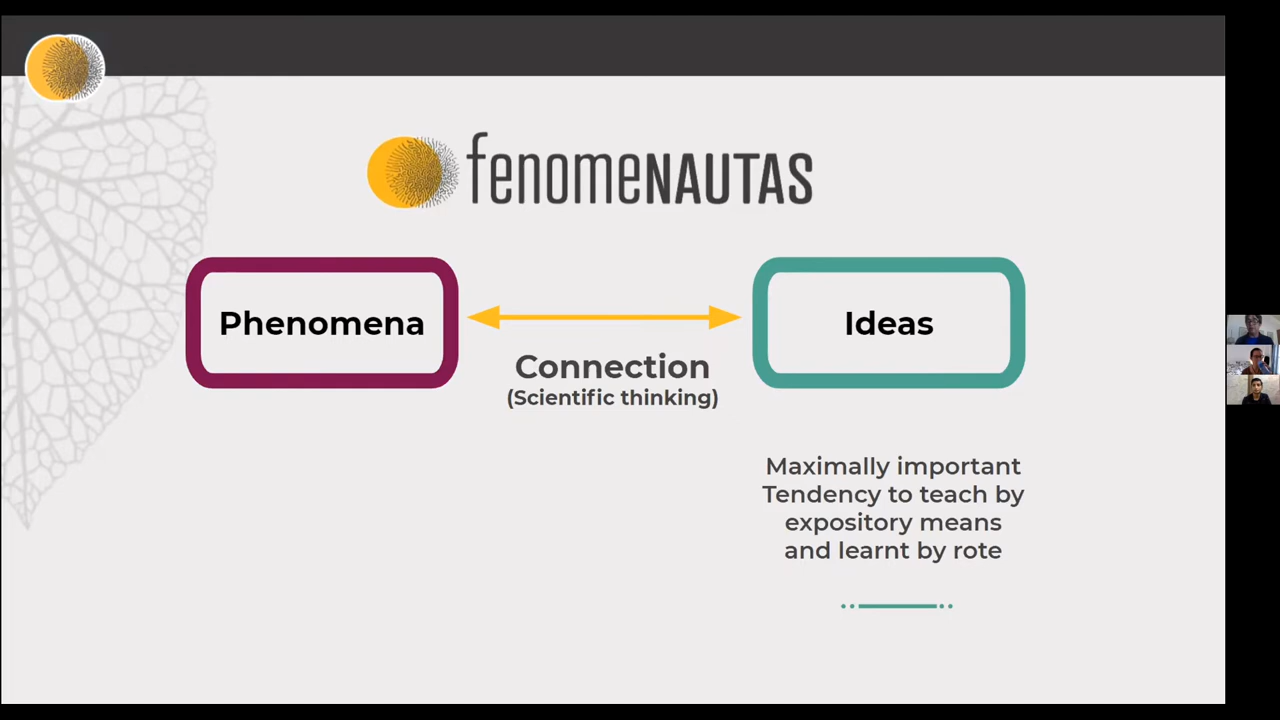 fenomeNAUTAS
Phenomena
Ideas
Connection
(Scientific thinking)
Maximally important
Tendency to teach by
expository means
and learnt by rote